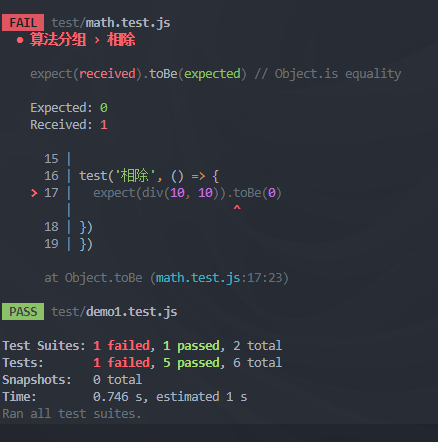 FAIL test/math.test.js
● 算法分组 › 相除
expect(received).toBe(expected) // Object.is equality
Expected: 0
Received: 1
15 |
16 | test('相除', () => {
> 17 |   expect(div(10, 10)).toBe(0)
|                       ^
18 | })
19 | })
at Object.toBe (math.test.js:17:23)
PASS test/demo1.test.js
Test Suites: 1 failed, 1 passed, 2 total
Tests:       1 failed, 5 passed, 6 total
Snapshots:   0 total
Time:        0.746 s, estimated 1 s
Ran all test suites.